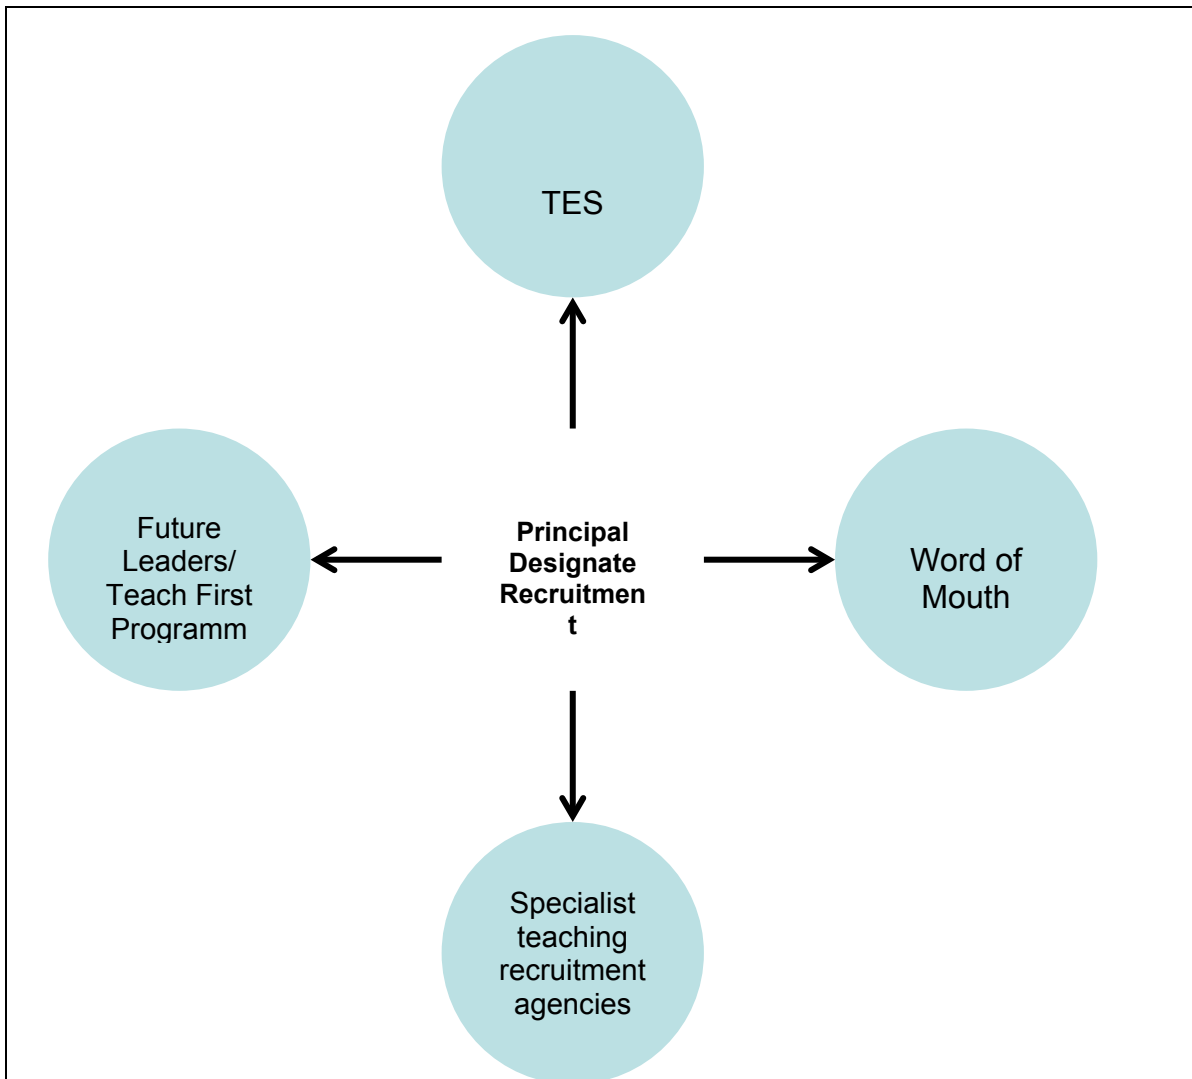 TES
Future
Leaders/
Teach First
Programm
Principal
Designate
Recruitmen
t
Word of
Mouth
Specialist
teaching
recruitment
agencies